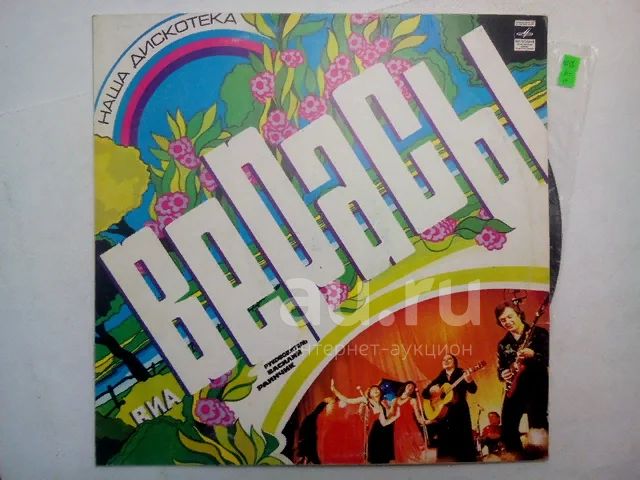 НАША ДИСКОТЕКА
Верасы
ВИА
РУКОВОДИТЕЛЬ
ВАСИЛИЙ
РАИНЧИК
au.ru
интернет-аукцион